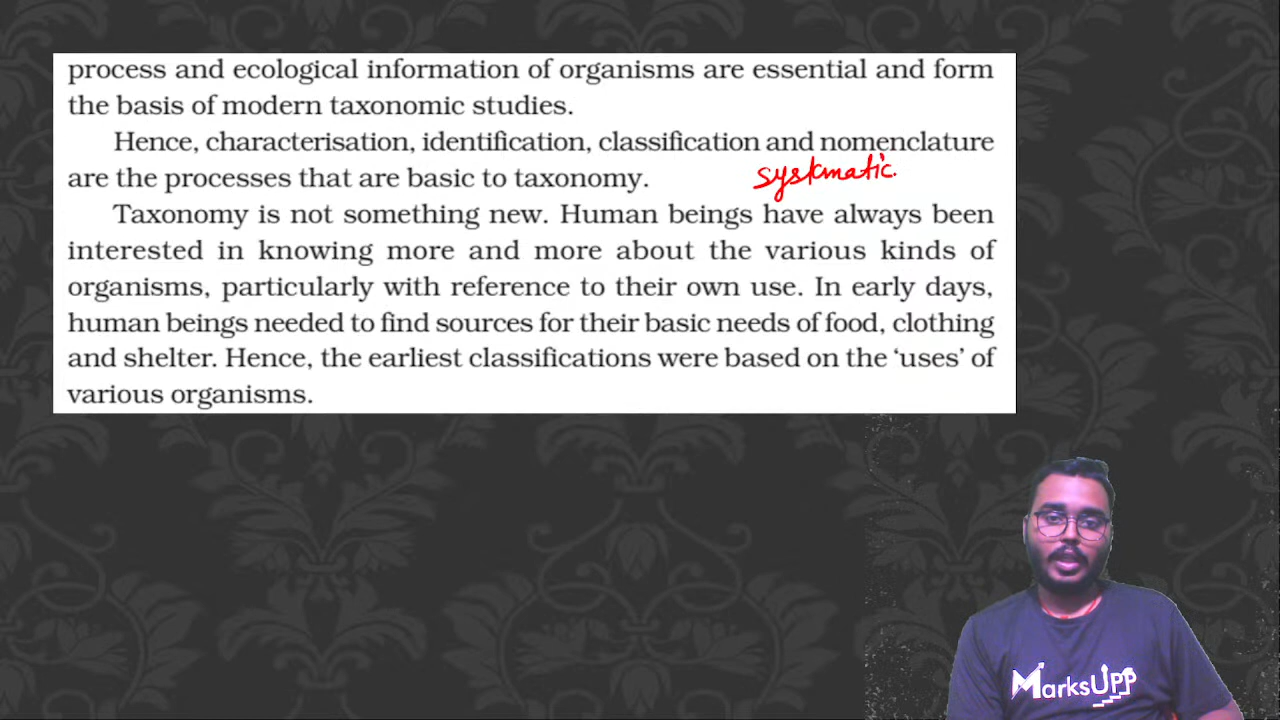 process and ecological information of organisms are essential and form
the basis of modern taxonomic studies.
Hence, characterisation, identification, classification and nomenclature
are the processes that are basic to taxonomy.
systematic.
Taxonomy is not something new. Human beings have always been
interested in knowing more and more about the various kinds of
organisms, particularly with reference to their own use. In early days,
human beings needed to find sources for their basic needs of food, clothing
and shelter. Hence, the earliest classifications were based on the ‘uses’ of
various organisms.
MarksUPP